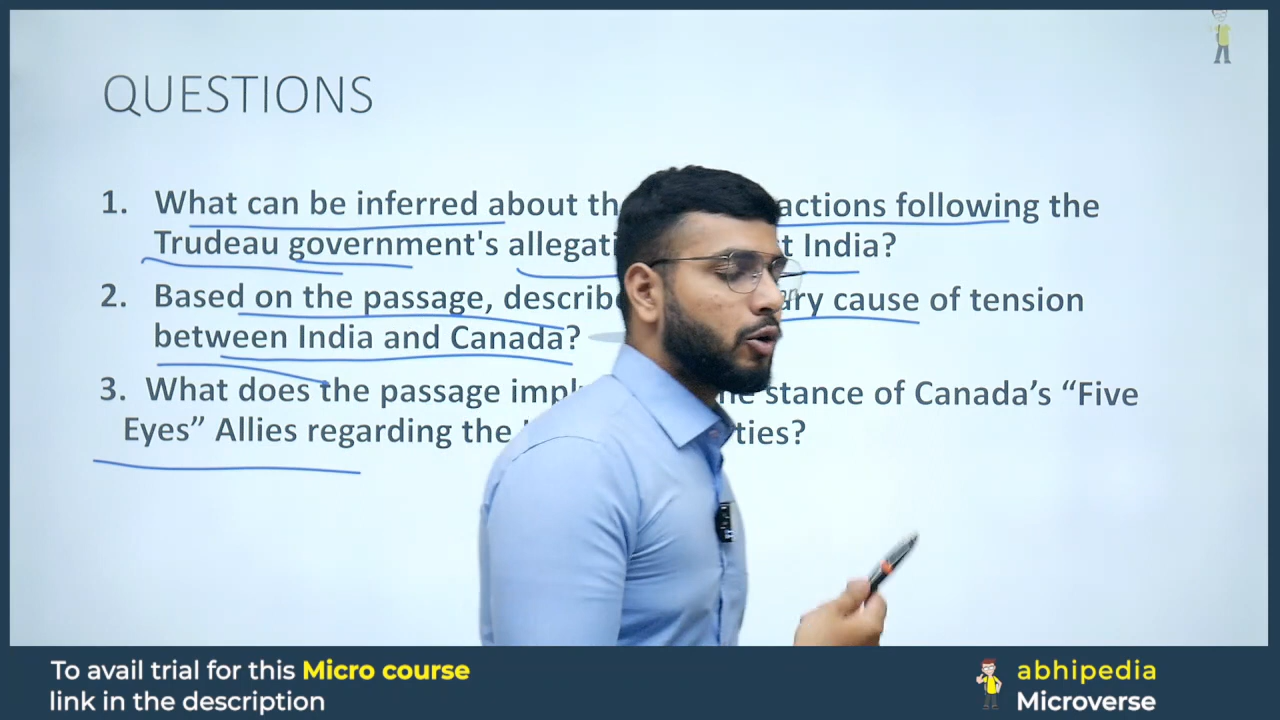 QUESTIONS
1. What can be inferred about th actions following the
Trudeau government's allegati t India?
2. Based on the passage, describe ry cause of tension
between India and Canada?
3. What does the passage impl stance of Canada's “Five
Eyes” Allies regarding the ties?
To avail trial for this Micro course
link in the description
abhipedia
Microverse